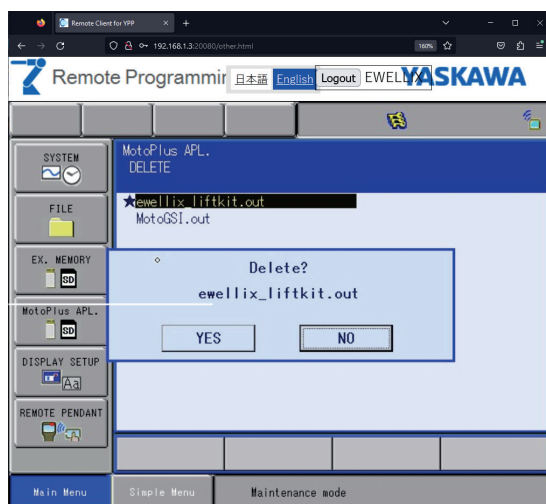 Remote Client for YPP
192.168.1.3:20080/other.html
160%
Remote Programmin
日本語 English Logout EWELLIX
YASKAWA
SYSTEM
FILE
EX. MEMORY
SD
MotoPlus APL.
SD
DISPLAY SETUP
Aa
REMOTE PENDANT
MotoPlus APL.
DELETE
★ewellix_liftkit.out
MotoGSI.out
Delete?
ewellix_liftkit.out
YES NO
Main Menu Simple Menu Maintenance mode